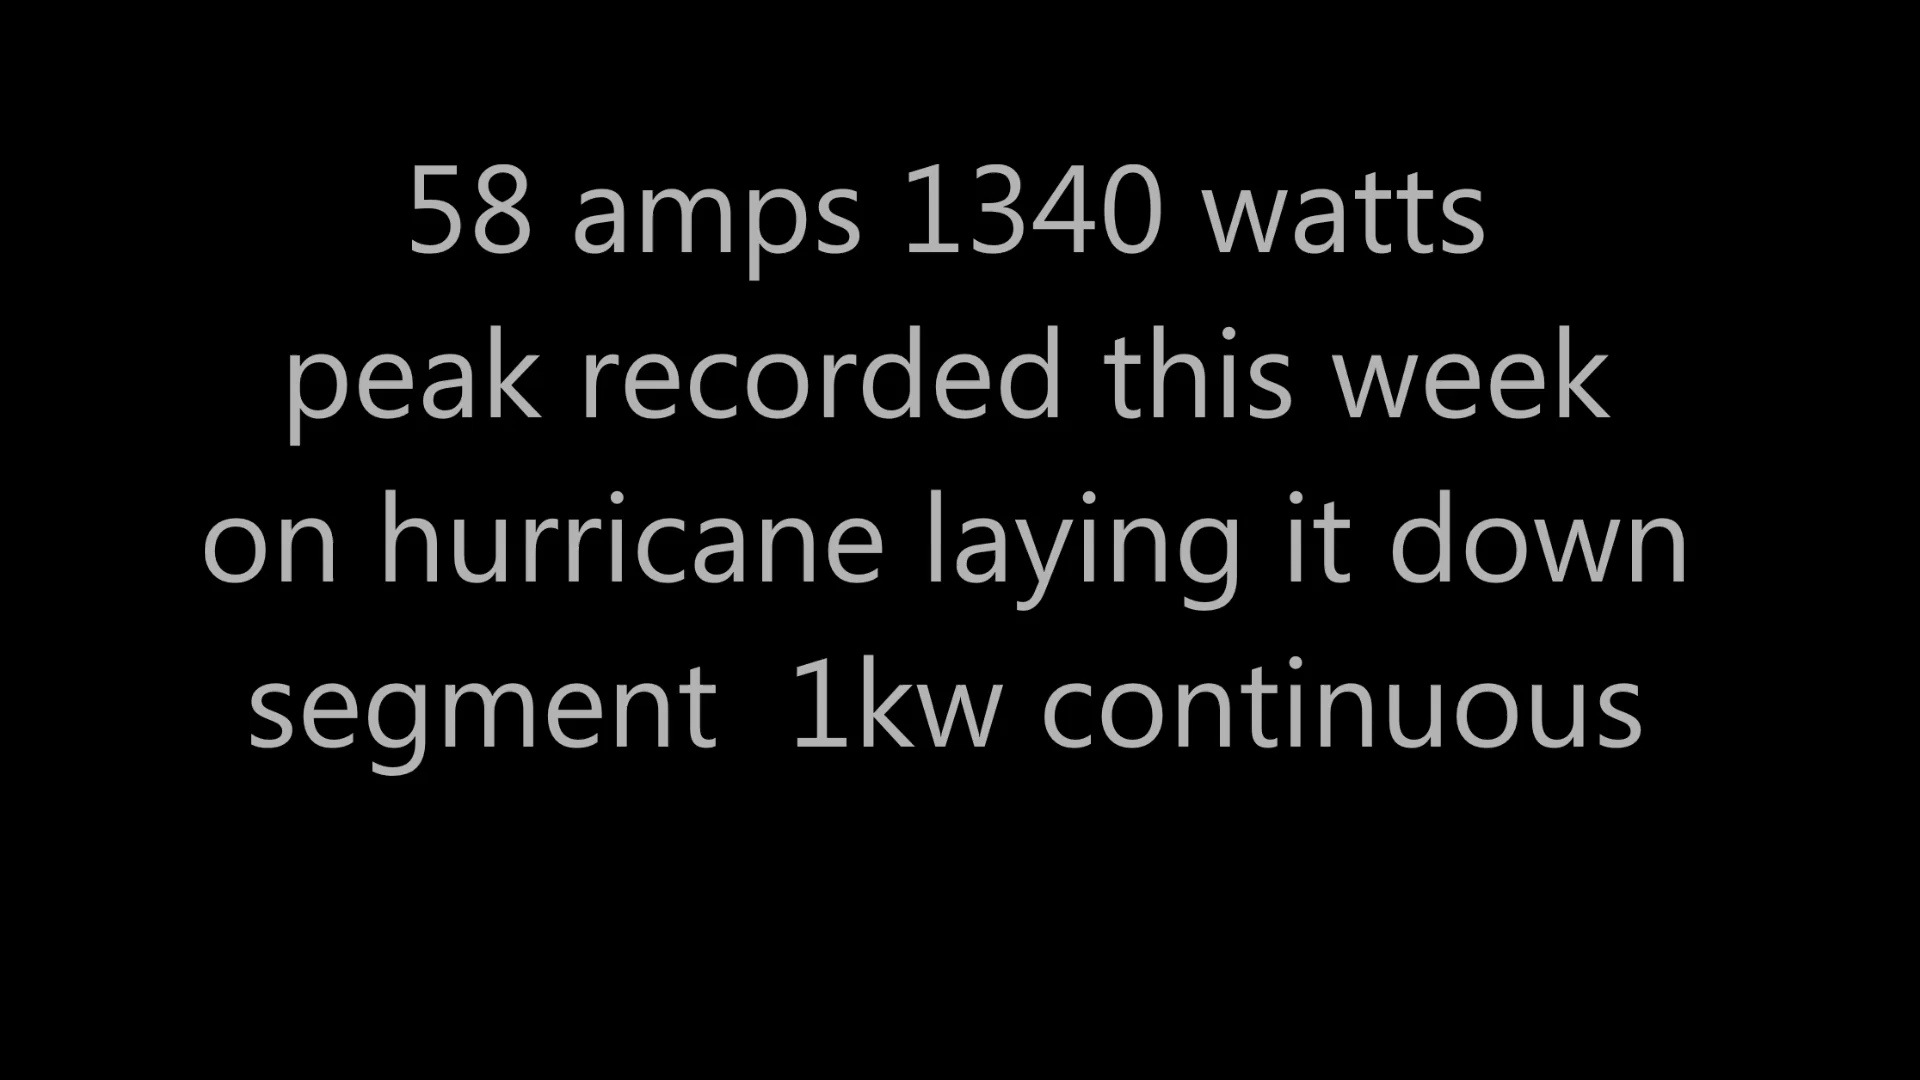 58 amps 1340 watts
peak recorded this week
on hurricane laying it down
segment  1kw continuous